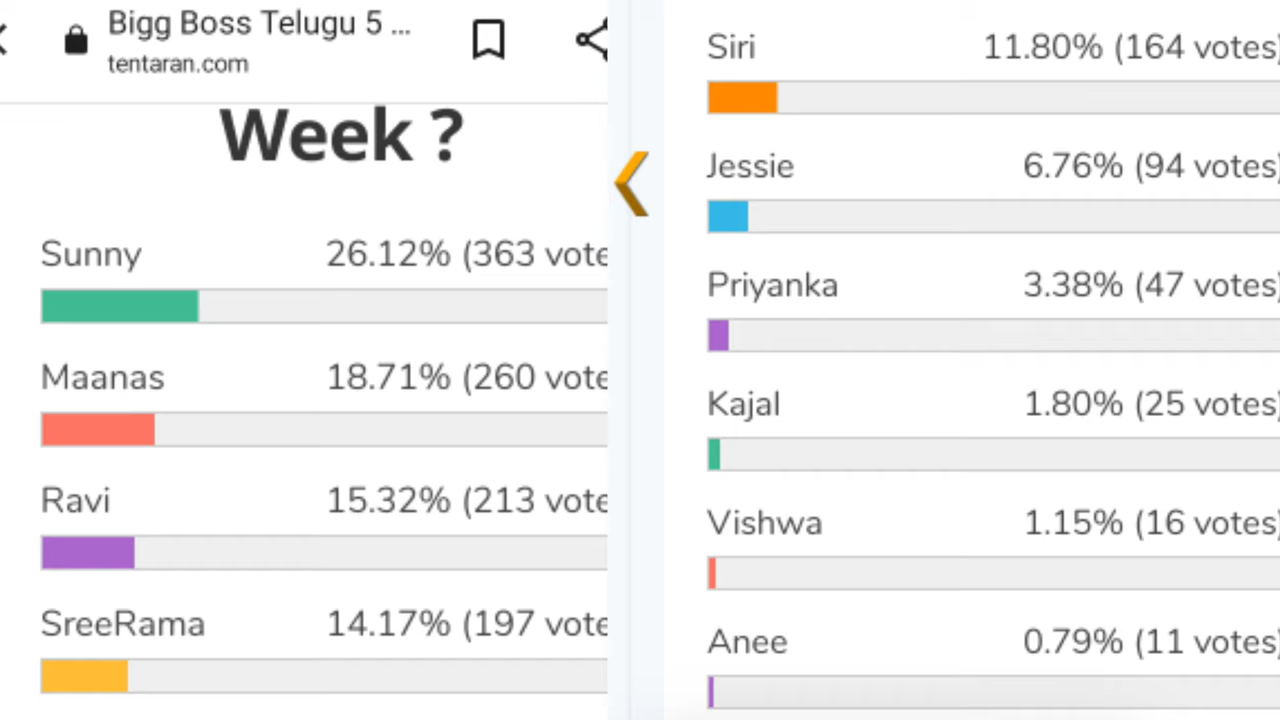 Bigg Boss Telugu 5 ...
tentaran.com
Week ?
Sunny 26.12% (363 vote
Maanas 18.71% (260 vote
Ravi 15.32% (213 vote
SreeRama 14.17% (197 vote
Siri 11.80% (164 votes)
Jessie 6.76% (94 votes)
Priyanka 3.38% (47 votes)
Kajal 1.80% (25 votes)
Vishwa 1.15% (16 votes)
Anee 0.79% (11 votes)